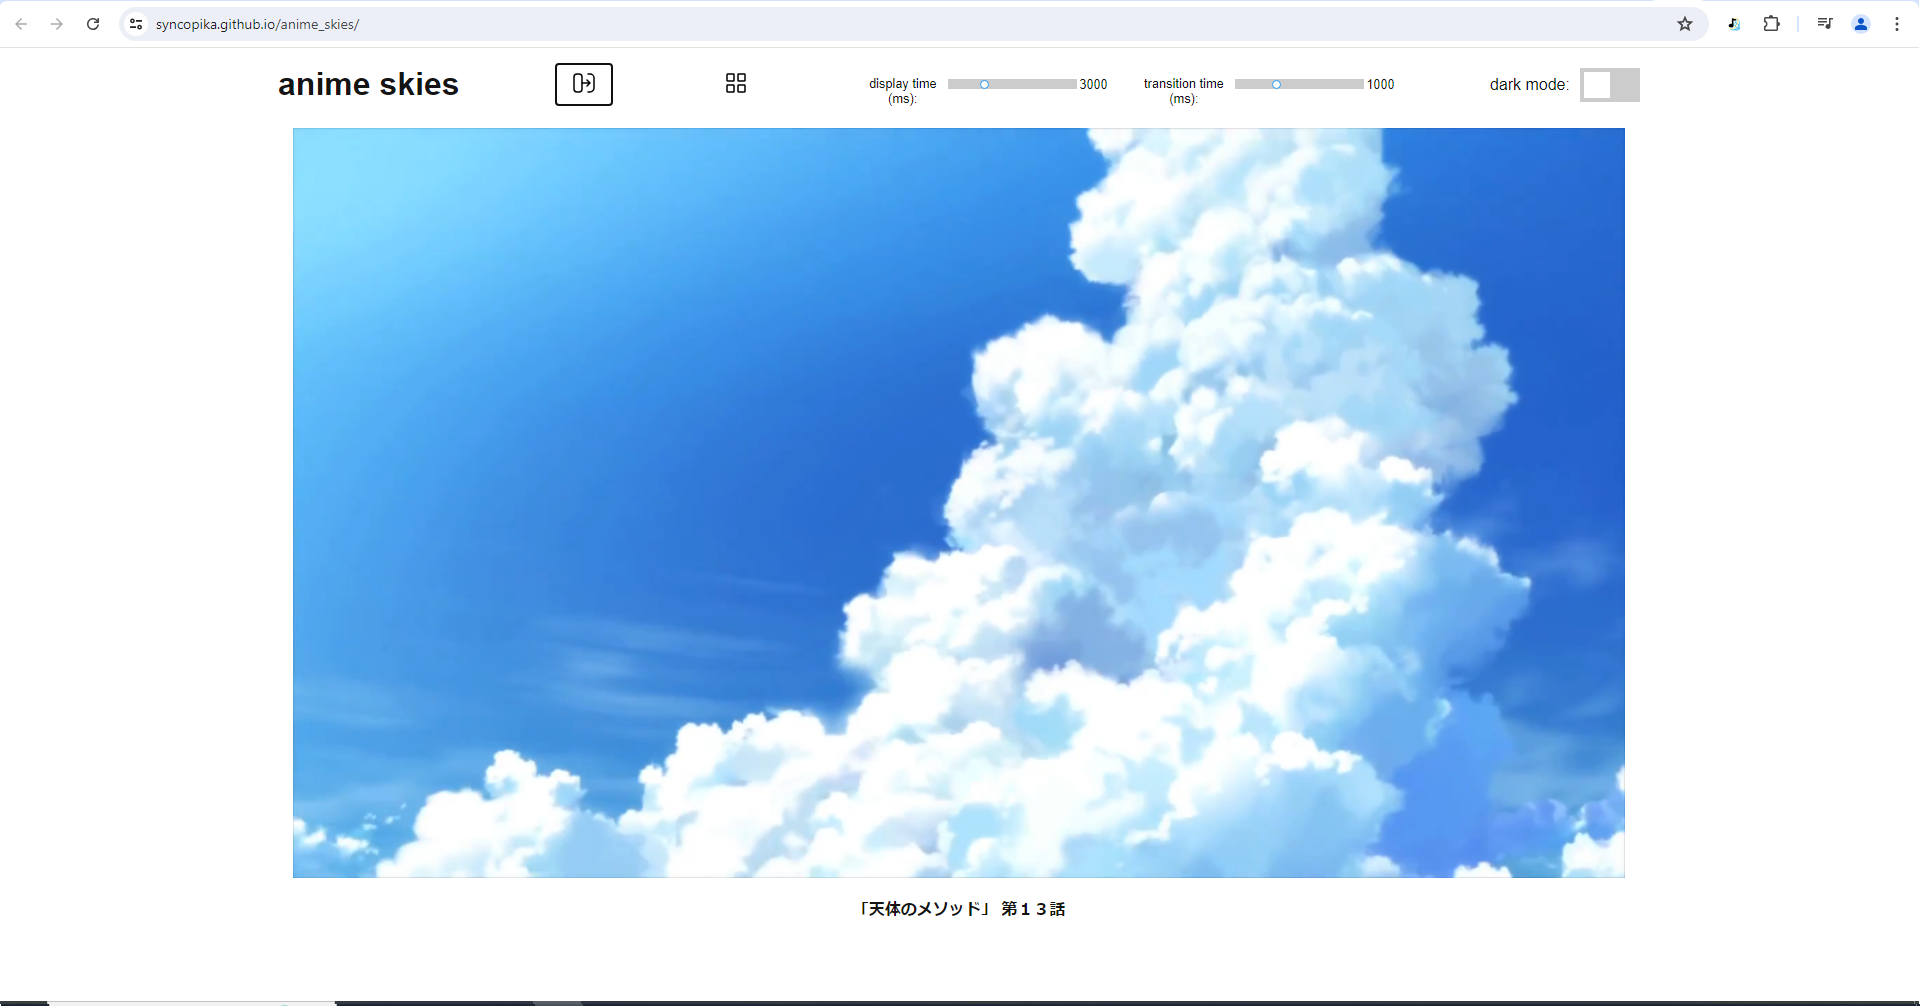 syncopika.github.io/anime_skies/
anime skies
display time
(ms):
3000
transition time
(ms):
1000
dark mode:
「天体のメソッド」 第１３話